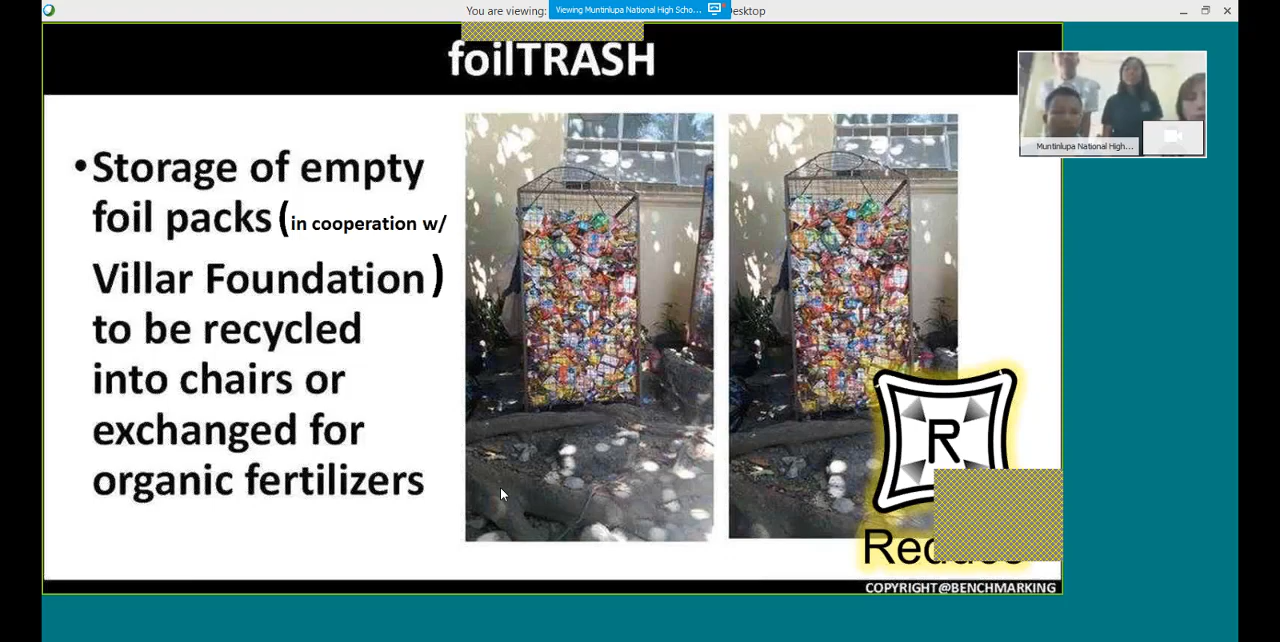 You are viewing:
Viewing Muntinlupa National High Scho...
esktop
foilTRASH
•Storage of empty
foil packs (in cooperation w/
Villar Foundation)
to be recycled
into chairs or
exchanged for
organic fertilizers
Muntinlupa National High...
R
COPYRIGHT@BENCHMARKING